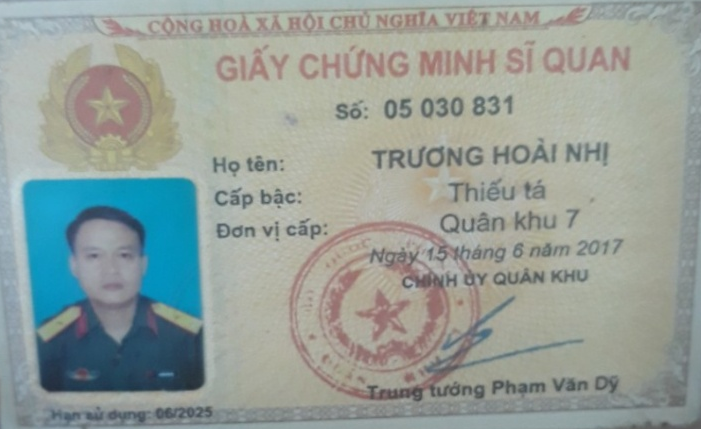 CỘNG HOÀ XÃ HỘI CHỦ NGHĨA VIỆT NAM
GIẤY CHỨNG MINH SĨ QUAN
Số: 05 030 831
Họ tên: TRƯƠNG HOÀI NHỊ
Cấp bậc: Thiếu tá
Đơn vị cấp: Quân khu 7
Ngày 15 tháng 6 năm 2017
CHÍNH ỦY QUÂN KHU
Trung tướng Phạm Văn Dỹ
Hạn sử dụng: 06/2025